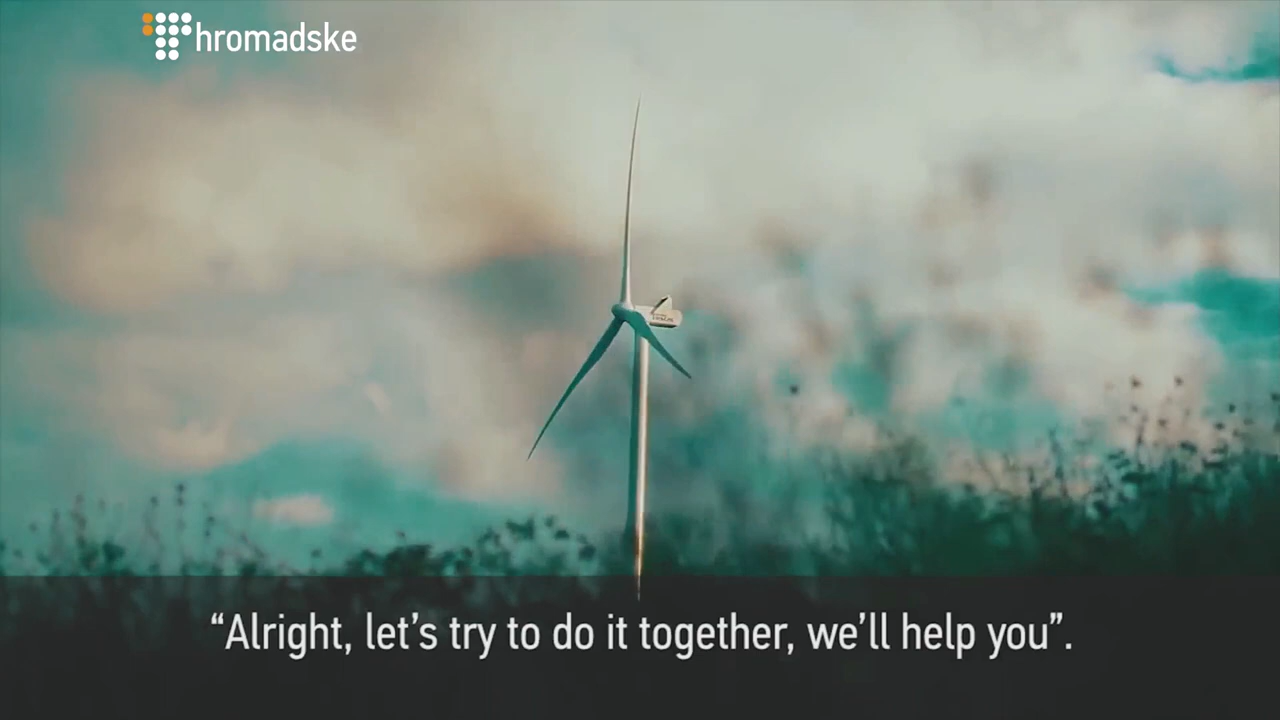 hromadske
“Alright, let’s try to do it together, we’ll help you”.